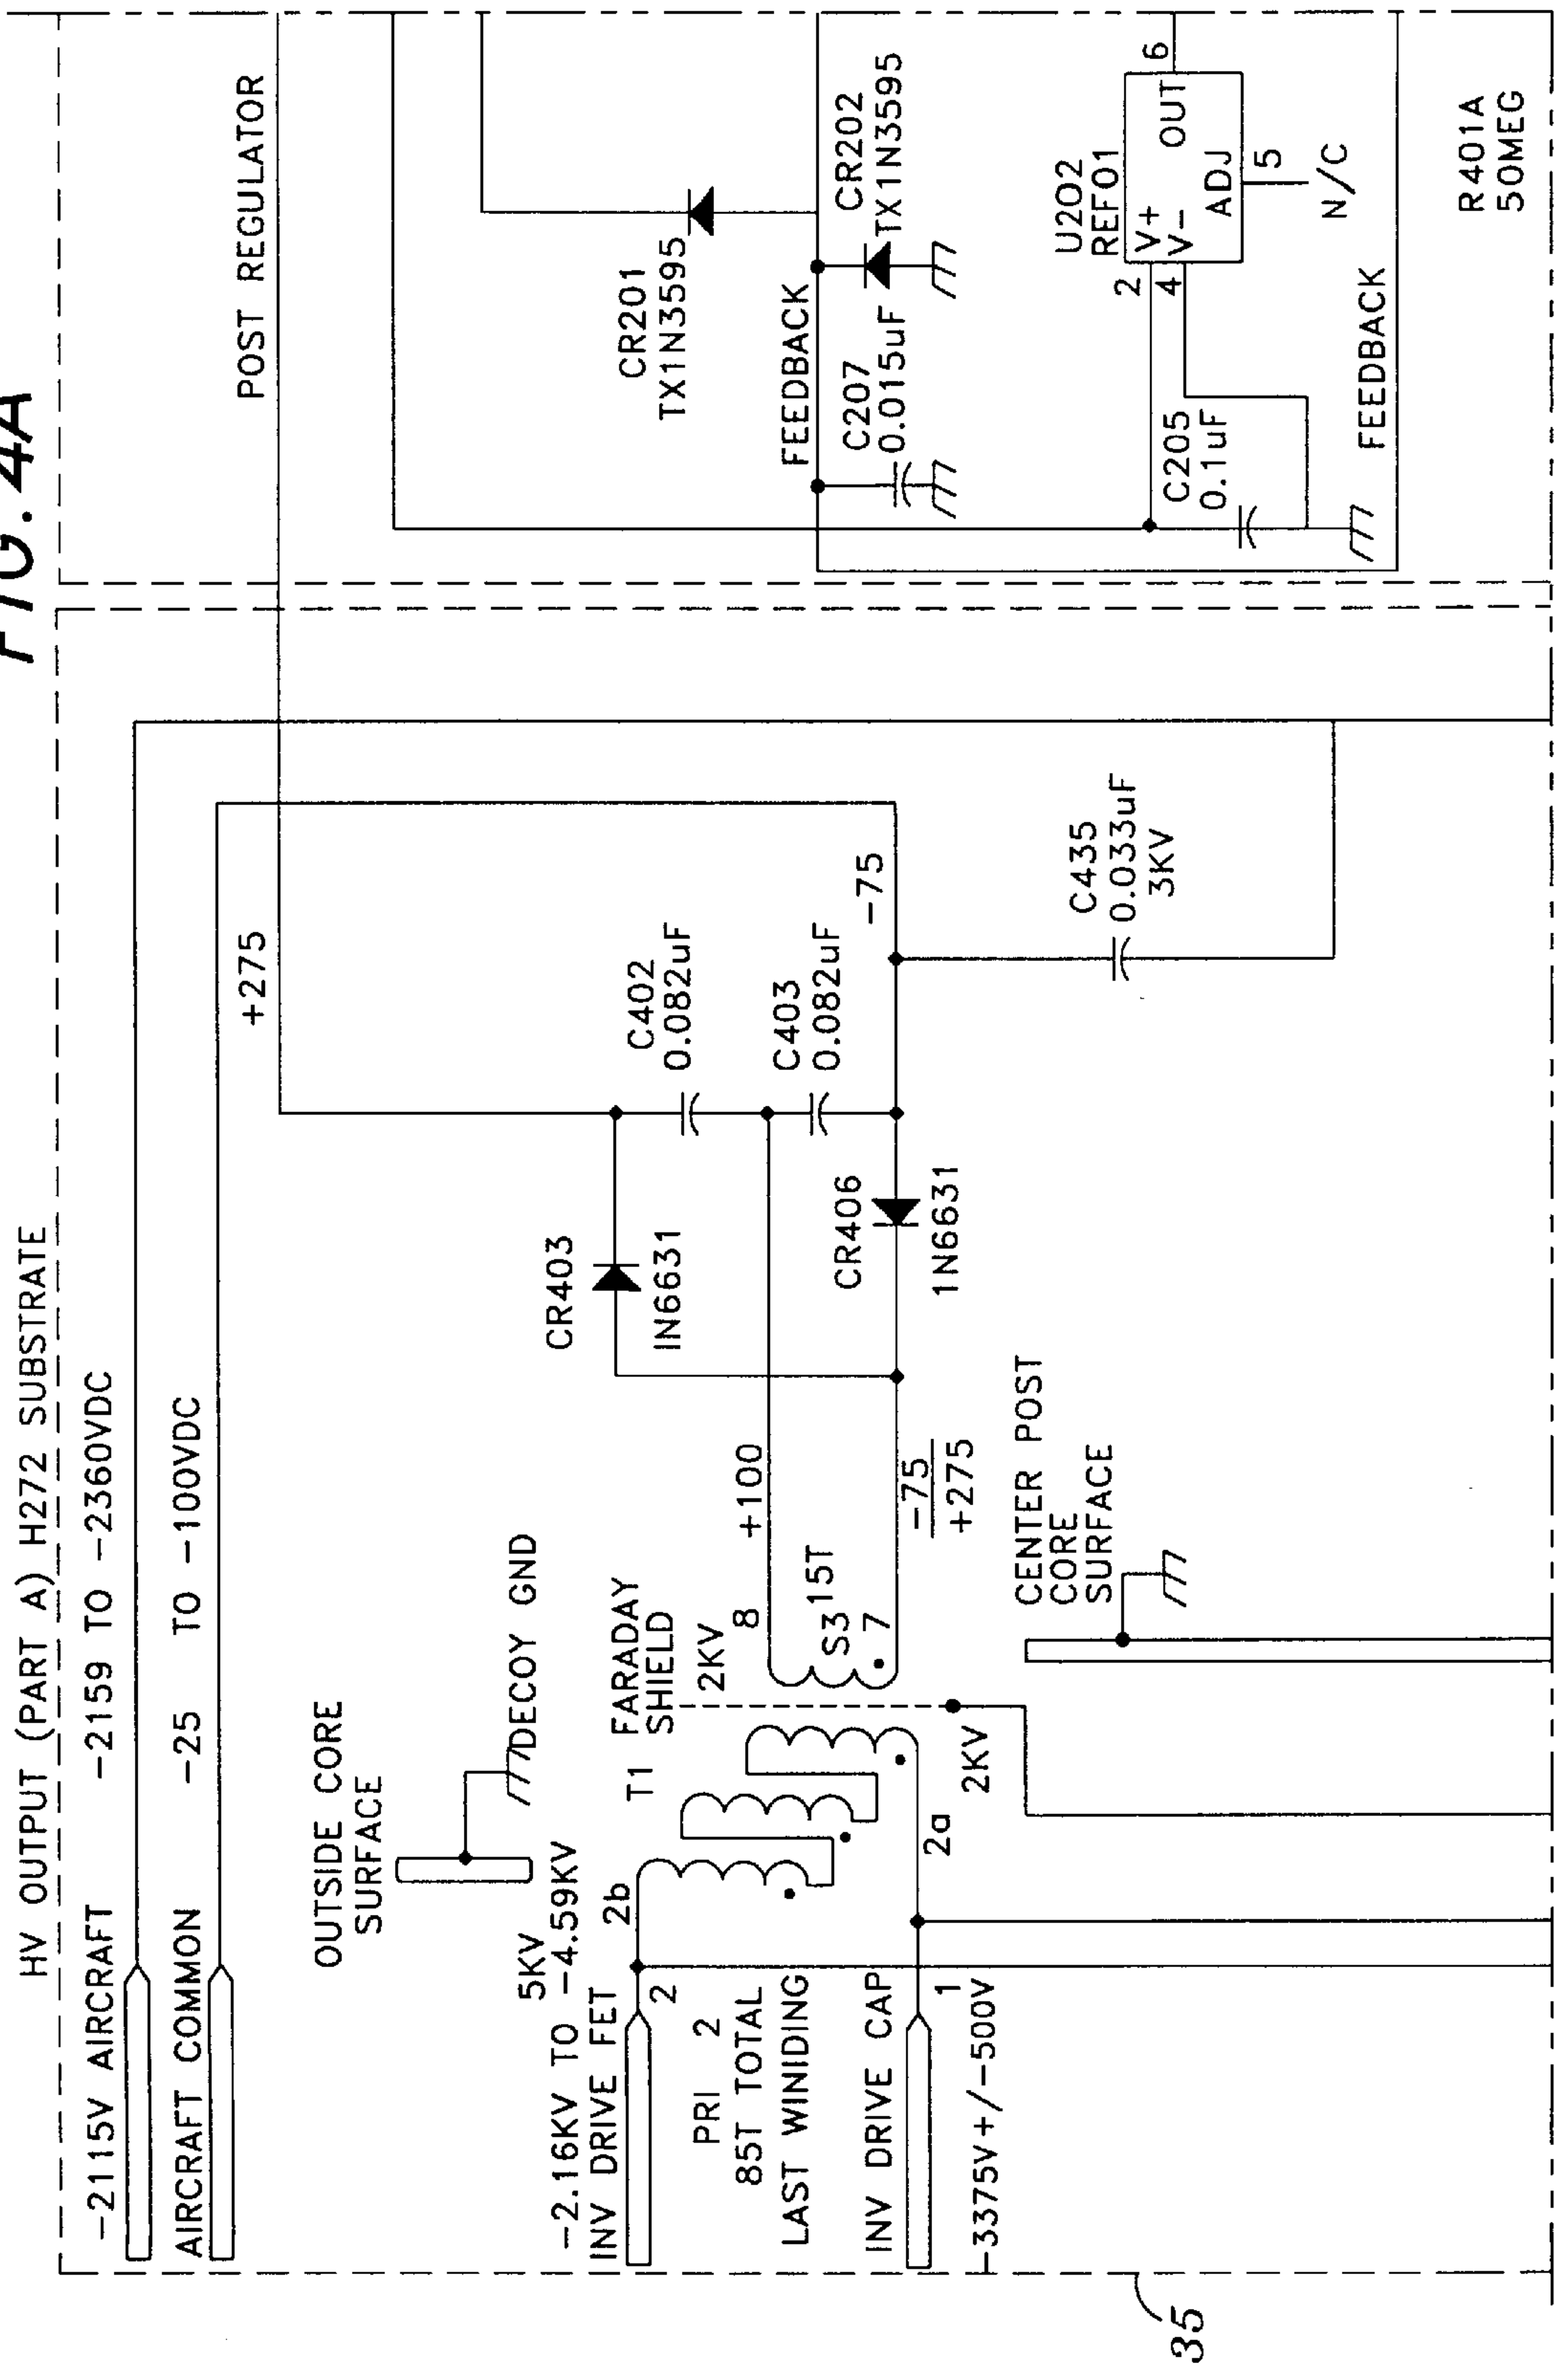 FIG. 4A
HV OUTPUT (PART A) H272 SUBSTRATE
-2115V AIRCRAFT
-2159 TO -2360VDC
AIRCRAFT COMMON
-25 TO -100VDC
+275
POST REGULATOR
OUTSIDE CORE
SURFACE
DECOY GND
5KV
-2.16KV TO -4.59KV
INV DRIVE FET
2b
2
PRI 2
85T TOTAL
LAST WINIDING
INV DRIVE CAP
1
-3375V+/-500V
2a
T1
FARADAY
SHIELD
2KV
2KV
8
S3
15T
7
+100
-75
+275
CENTER POST
CORE
SURFACE
CR403
1N6631
CR406
1N6631
C402
0.082uF
C403
0.082uF
-75
C435
0.033uF
3KV
CR201
TX1N3595
FEEDBACK
C207
0.015uF
CR202
TX1N3595
U202
REF01
2
4
V+
V-
OUT
ADJ
6
5
N/C
C205
0.1uF
FEEDBACK
R401A
50MEG
35